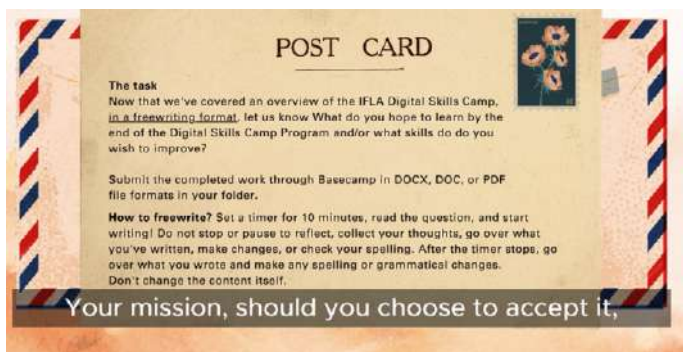 POST CARD
The task
Now that we've covered an overview of the IFLA Digital Skills Camp,
in a freewriting format, let us know What do you hope to learn by the
end of the Digital Skills Camp Program and/or what skills do do you
wish to improve?
Submit the completed work through Basecamp in DOCX, DOC, or PDF
file formats in your folder.
How to freewrite? Set a timer for 10 minutes, read the question, and start
writing! Do not stop or pause to reflect, collect your thoughts, go over what
you've written, make changes, or check your spelling. After the timer stops, go
over what you wrote and make any spelling or grammatical changes.
Don't change the content itself.
Your mission, should you choose to accept it,